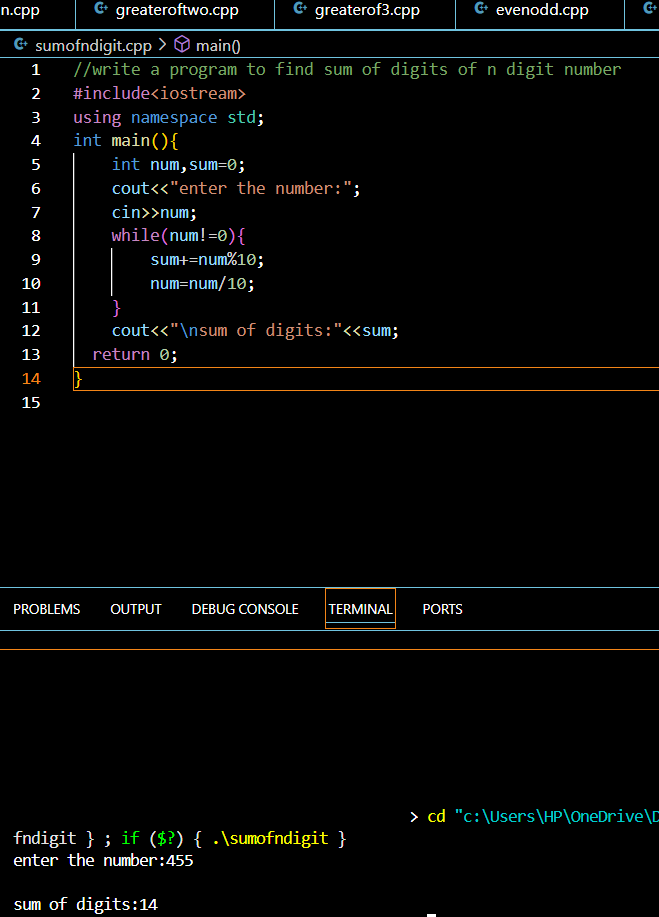 n.cpp greateroftwo.cpp greaterof3.cpp evenodd.cpp
sumofndigit.cpp > main()
1 //write a program to find sum of digits of n digit number
2 #include<iostream>
3 using namespace std;
4 int main(){
5 int num,sum=0;
6 cout<<"enter the number:";
7 cin>>num;
8 while(num!=0){
9 sum+=num%10;
10 num=num/10;
11 }
12 cout<<"\nsum of digits:"<<sum;
13 return 0;
14 }
15
PROBLEMS OUTPUT DEBUG CONSOLE TERMINAL PORTS
> cd "c:\Users\HP\OneDrive\D
fndigit } ; if ($?) { .\sumofndigit }
enter the number:455
sum of digits:14